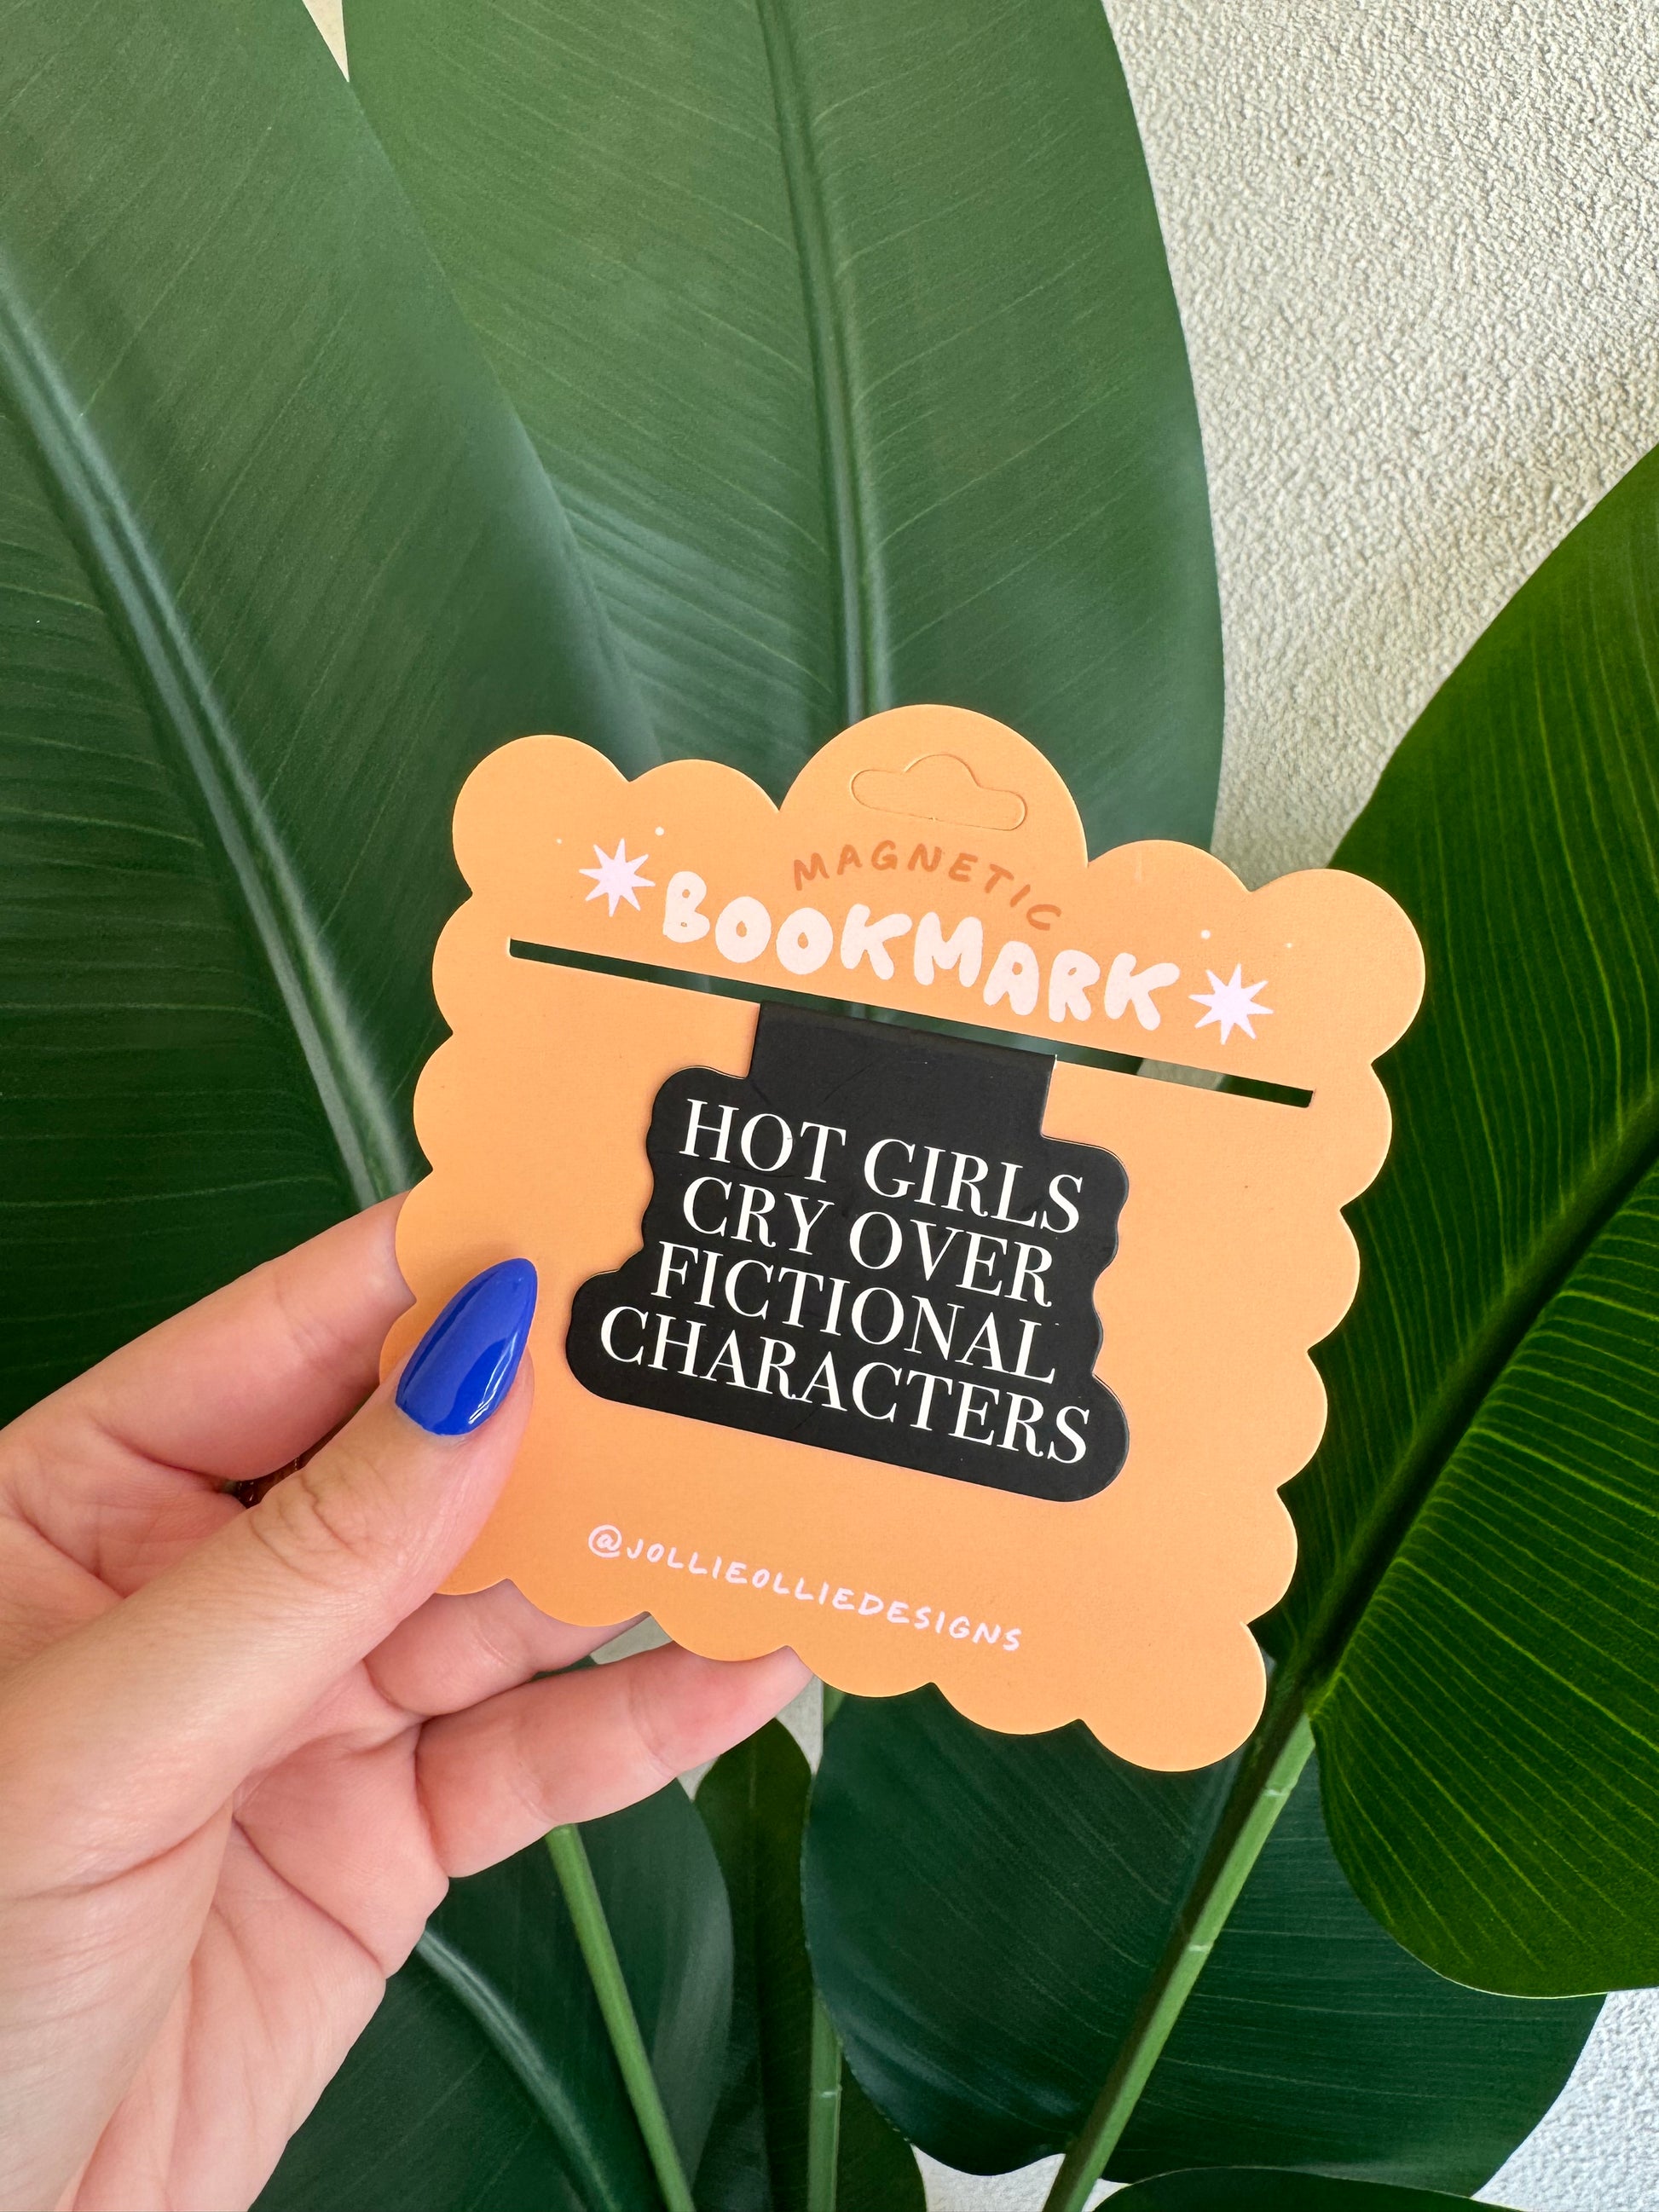 MAGNETIC
BOOKMARK
HOT GIRLS
CRY OVER
FICTIONAL
CHARACTERS
@JOLLIEOLLIEDESIGNS